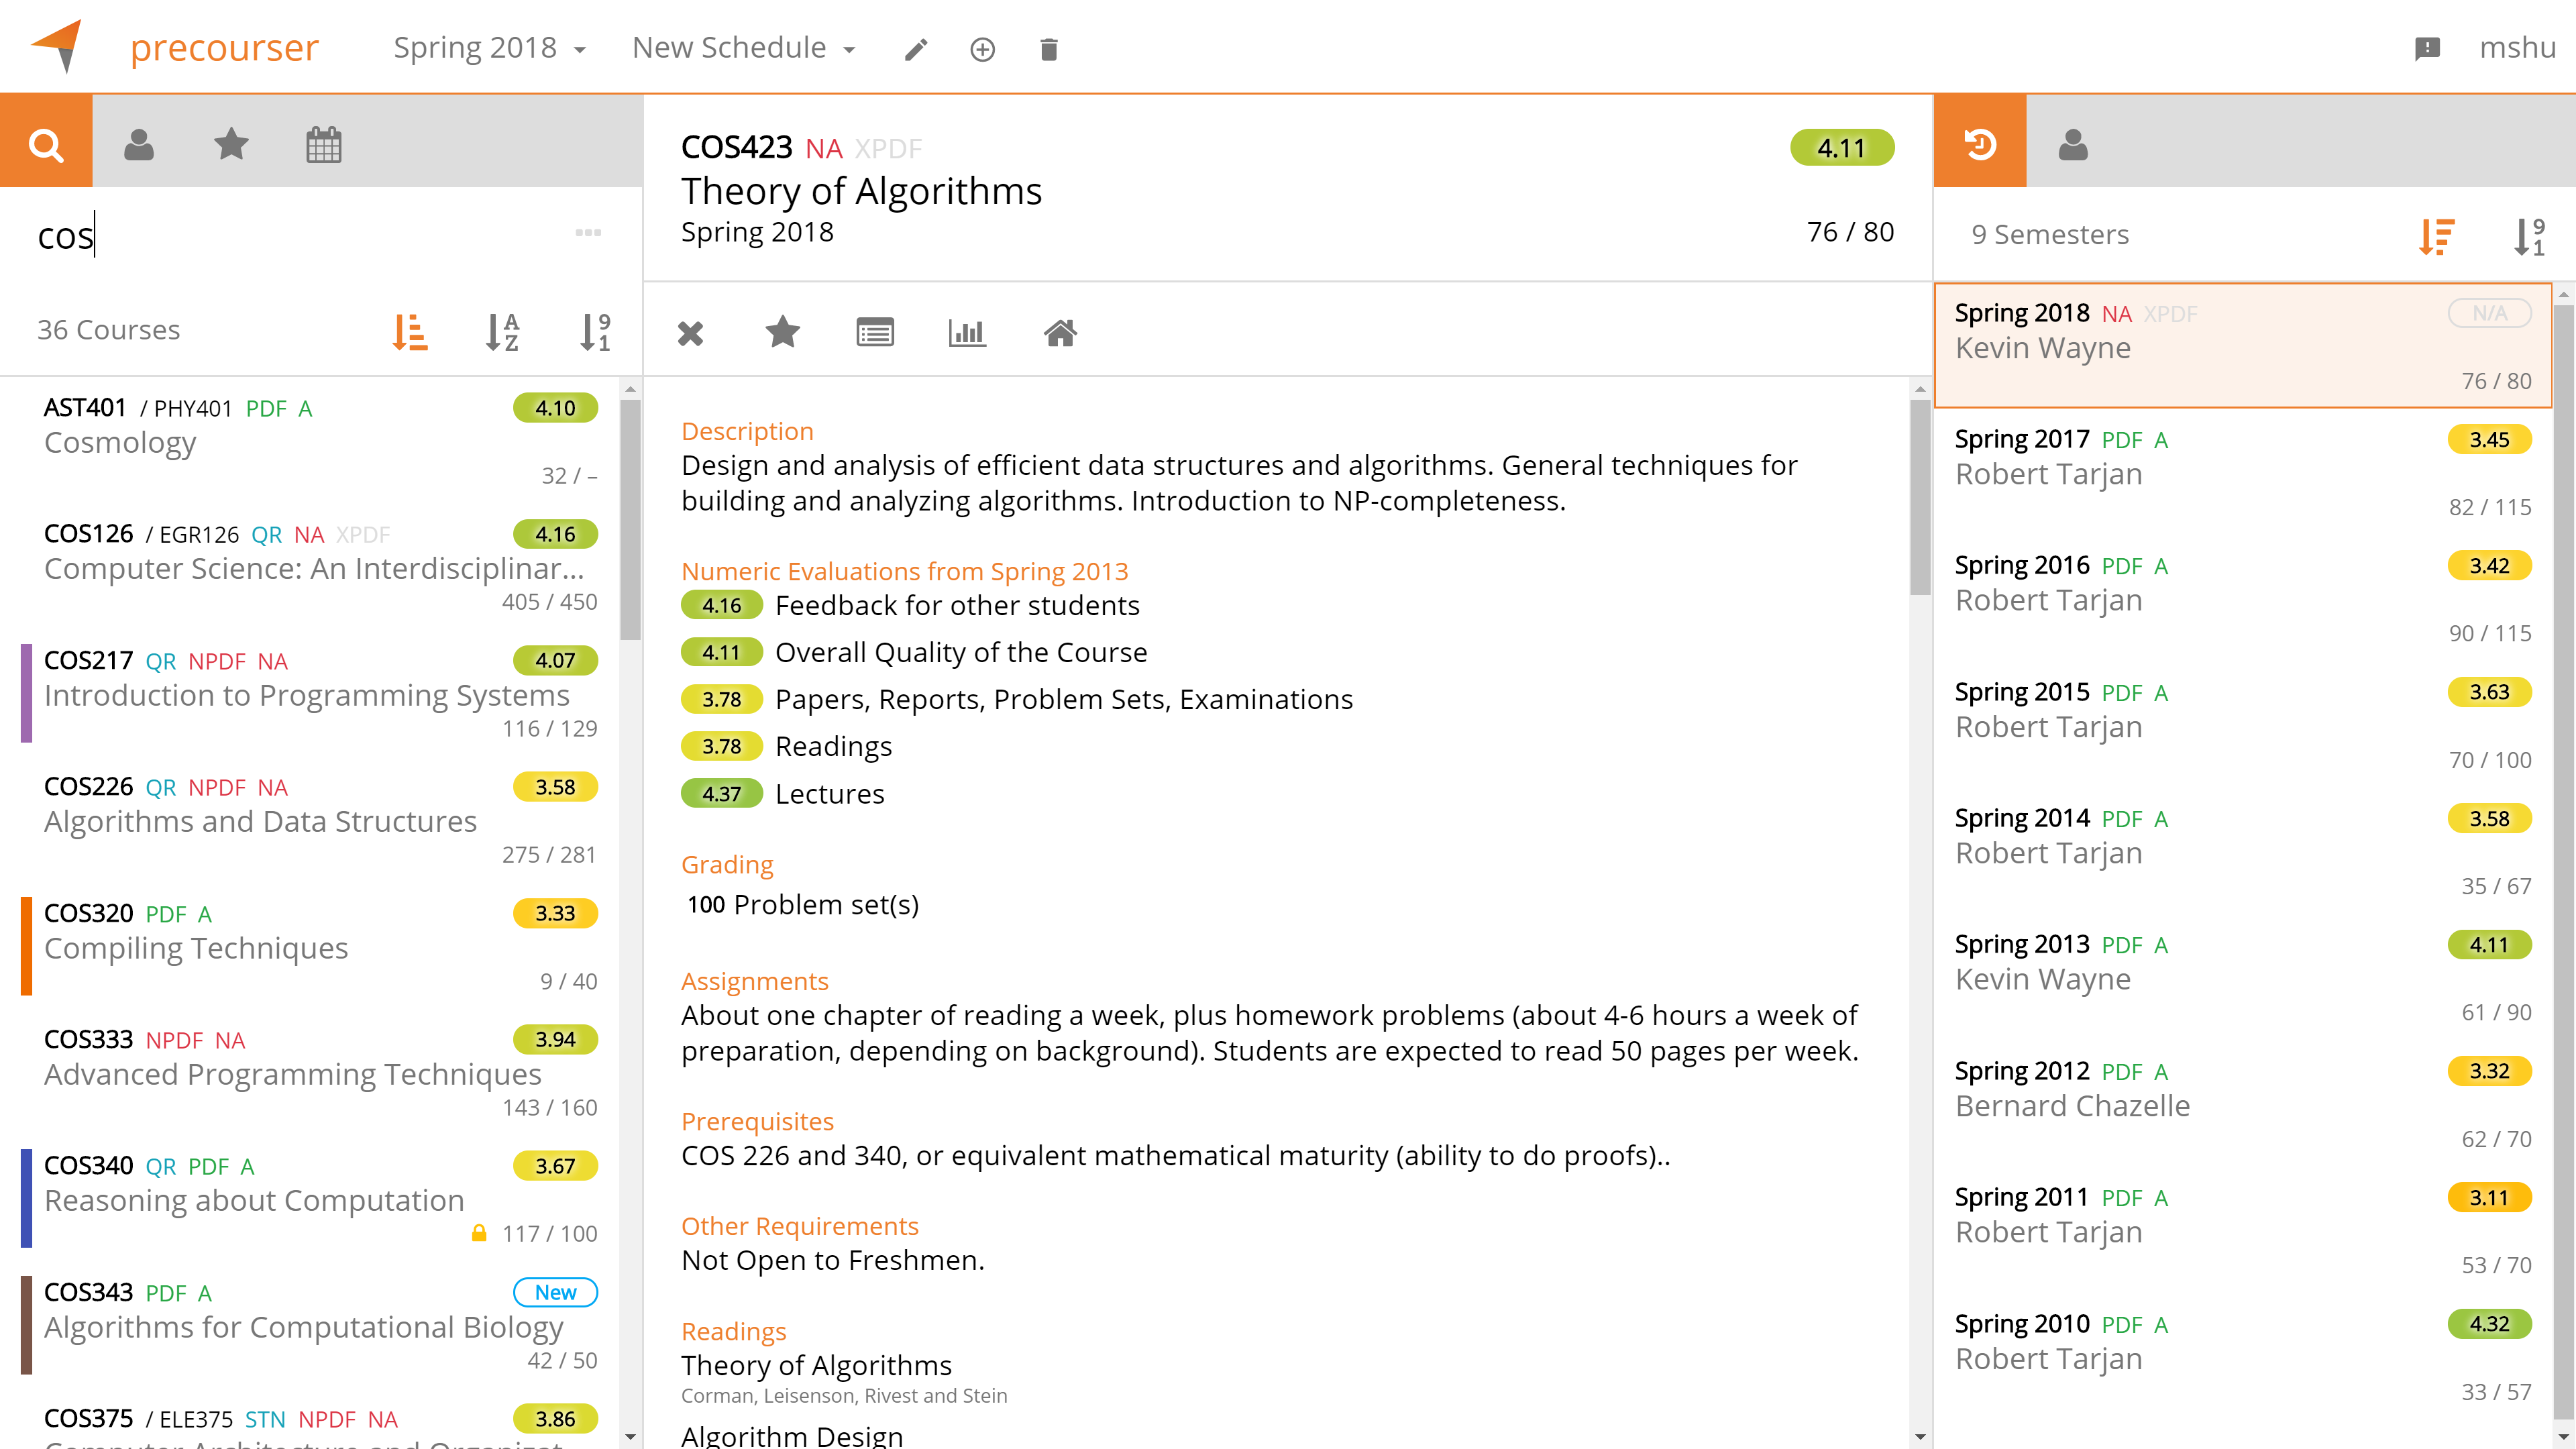 precourser
Spring 2018
New Schedule
mshu
cos
36 Courses
A
Z
9
1
AST401 / PHY401 PDF A 4.10
Cosmology
32 / –
COS126 / EGR126 QR NA XPDF 4.16
Computer Science: An Interdisciplinar...
405 / 450
COS217 QR NPDF NA 4.07
Introduction to Programming Systems
116 / 129
COS226 QR NPDF NA 3.58
Algorithms and Data Structures
275 / 281
COS320 PDF A 3.33
Compiling Techniques
9 / 40
COS333 NPDF NA 3.94
Advanced Programming Techniques
143 / 160
COS340 QR PDF A 3.67
Reasoning about Computation
117 / 100
COS343 PDF A New
Algorithms for Computational Biology
42 / 50
COS375 / ELE375 STN NPDF NA 3.86
Computer Architecture and Organizat
COS423 NA XPDF 4.11
Theory of Algorithms
Spring 2018 76 / 80
Description
Design and analysis of efficient data structures and algorithms. General techniques for
building and analyzing algorithms. Introduction to NP-completeness.
Numeric Evaluations from Spring 2013
4.16 Feedback for other students
4.11 Overall Quality of the Course
3.78 Papers, Reports, Problem Sets, Examinations
3.78 Readings
4.37 Lectures
Grading
100 Problem set(s)
Assignments
About one chapter of reading a week, plus homework problems (about 4-6 hours a week of
preparation, depending on background). Students are expected to read 50 pages per week.
Prerequisites
COS 226 and 340, or equivalent mathematical maturity (ability to do proofs)..
Other Requirements
Not Open to Freshmen.
Readings
Theory of Algorithms
Corman, Leisenson, Rivest and Stein
Algorithm Design
9 Semesters
9
1
Spring 2018 NA XPDF N/A
Kevin Wayne
76 / 80
Spring 2017 PDF A 3.45
Robert Tarjan
82 / 115
Spring 2016 PDF A 3.42
Robert Tarjan
90 / 115
Spring 2015 PDF A 3.63
Robert Tarjan
70 / 100
Spring 2014 PDF A 3.58
Robert Tarjan
35 / 67
Spring 2013 PDF A 4.11
Kevin Wayne
61 / 90
Spring 2012 PDF A 3.32
Bernard Chazelle
62 / 70
Spring 2011 PDF A 3.11
Robert Tarjan
53 / 70
Spring 2010 PDF A 4.32
Robert Tarjan
33 / 57